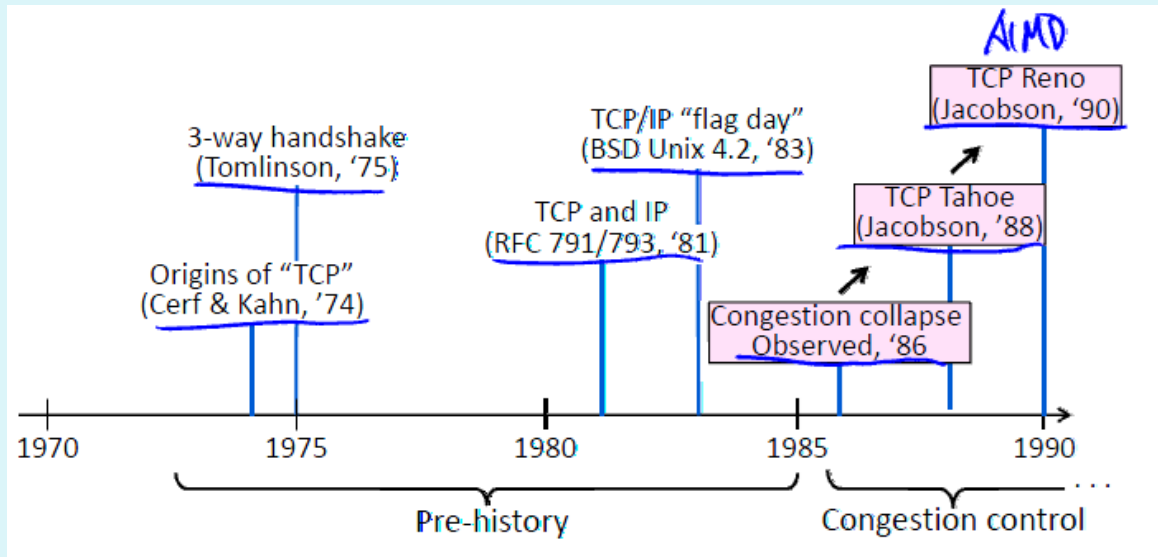 AIMD
TCP Reno
(Jacobson, ‘90)
3-way handshake
(Tomlinson, ‘75)
TCP/IP “flag day”
(BSD Unix 4.2, ‘83)
TCP Tahoe
(Jacobson, ’88)
TCP and IP
(RFC 791/793, ‘81)
Origins of “TCP”
(Cerf & Kahn, ’74)
Congestion collapse
Observed, ‘86
1970 1975 1980 1985 1990
. . .
Pre-history Congestion control